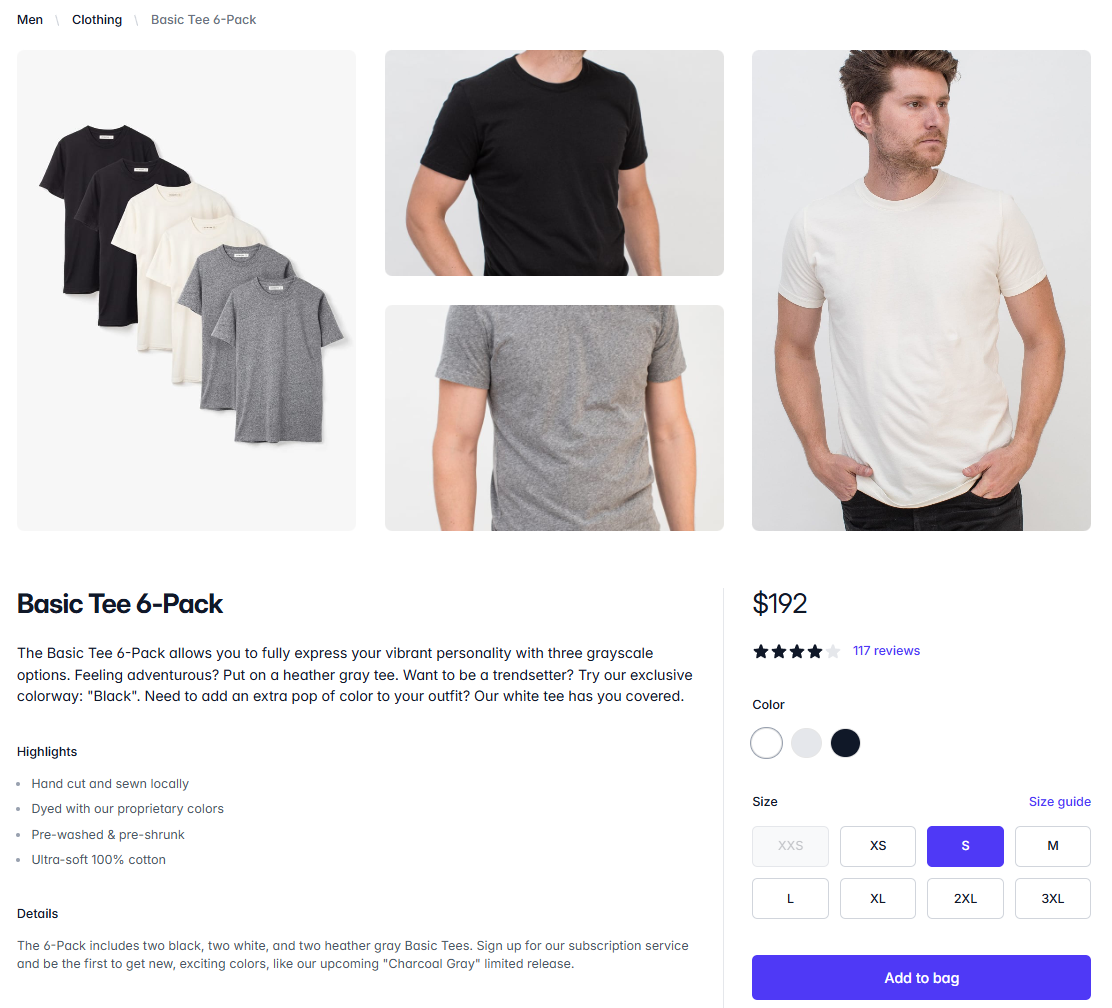 Men \ Clothing \ Basic Tee 6-Pack
Basic Tee 6-Pack
The Basic Tee 6-Pack allows you to fully express your vibrant personality with three grayscale
options. Feeling adventurous? Put on a heather gray tee. Want to be a trendsetter? Try our exclusive
colorway: "Black". Need to add an extra pop of color to your outfit? Our white tee has you covered.
Highlights
Hand cut and sewn locally
Dyed with our proprietary colors
Pre-washed & pre-shrunk
Ultra-soft 100% cotton
Details
The 6-Pack includes two black, two white, and two heather gray Basic Tees. Sign up for our subscription service
and be the first to get new, exciting colors, like our upcoming "Charcoal Gray" limited release.
$192
117 reviews
Color
Size Size guide
XXS XS S M
L XL 2XL 3XL
Add to bag